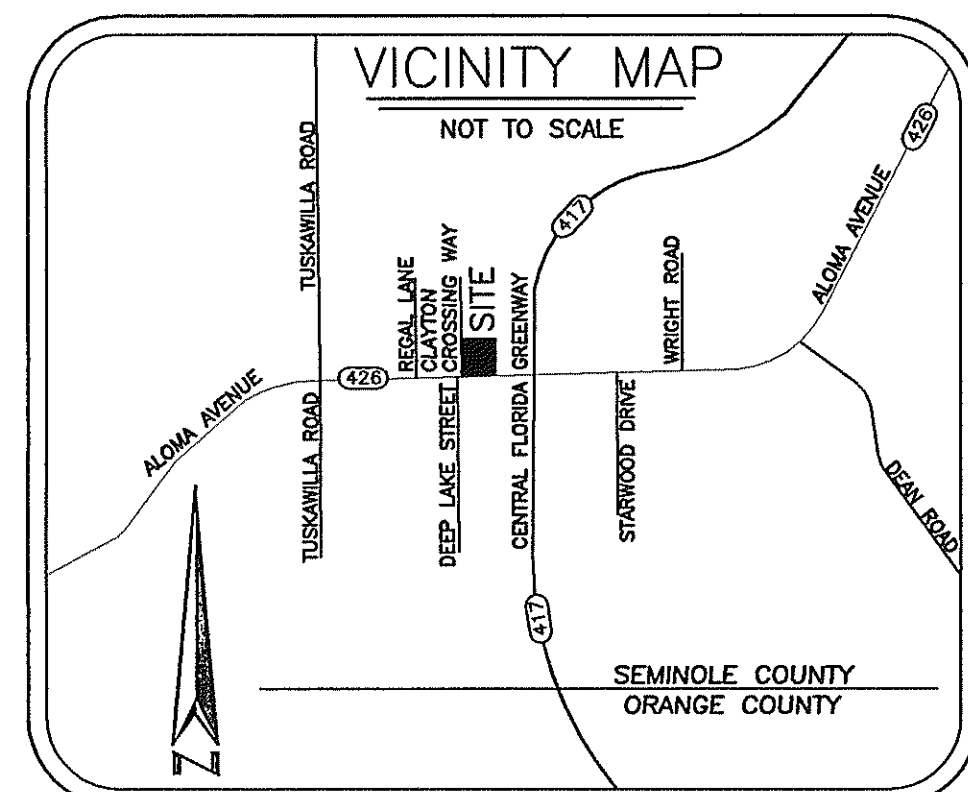 VICINITY MAP
NOT TO SCALE
TUSKAWILLA ROAD
426
417
ALOMA AVENUE
REGAL LANE
CLAYTON
CROSSING WAY
SITE
CENTRAL FLORIDA GREENWAY
WRIGHT ROAD
ALOMA AVENUE
426
TUSKAWILLA ROAD
DEEP LAKE STREET
STARWOOD DRIVE
DEAN ROAD
417
SEMINOLE COUNTY
ORANGE COUNTY
N